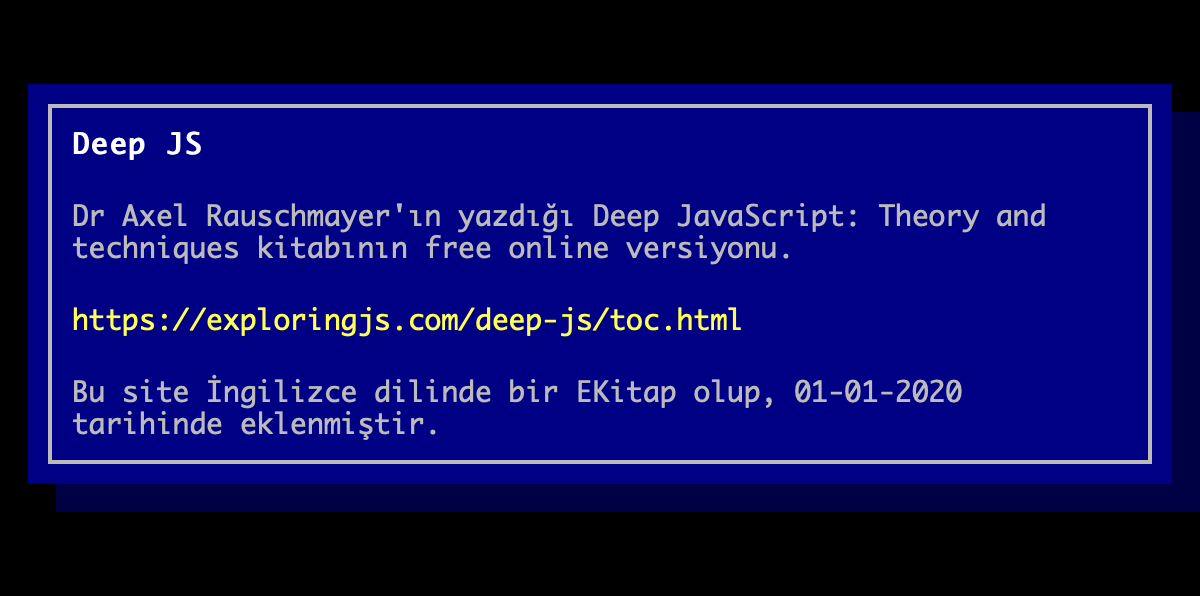 Deep JS
Dr Axel Rauschmayer'ın yazdığı Deep JavaScript: Theory and
techniques kitabının free online versiyonu.
https://exploringjs.com/deep-js/toc.html
Bu site İngilizce dilinde bir EKitap olup, 01-01-2020
tarihinde eklenmiştir.